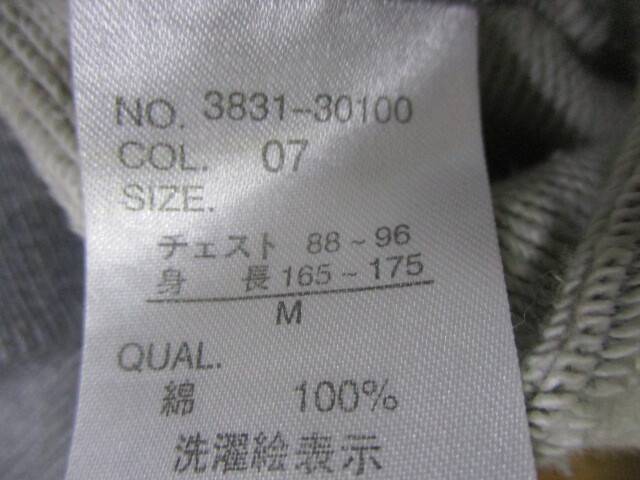 NO. 3831-30100
COL. 07
SIZE.
チェスト 88~96
身 長 165~175
M
QUAL.
綿 100%
洗濯絵表示